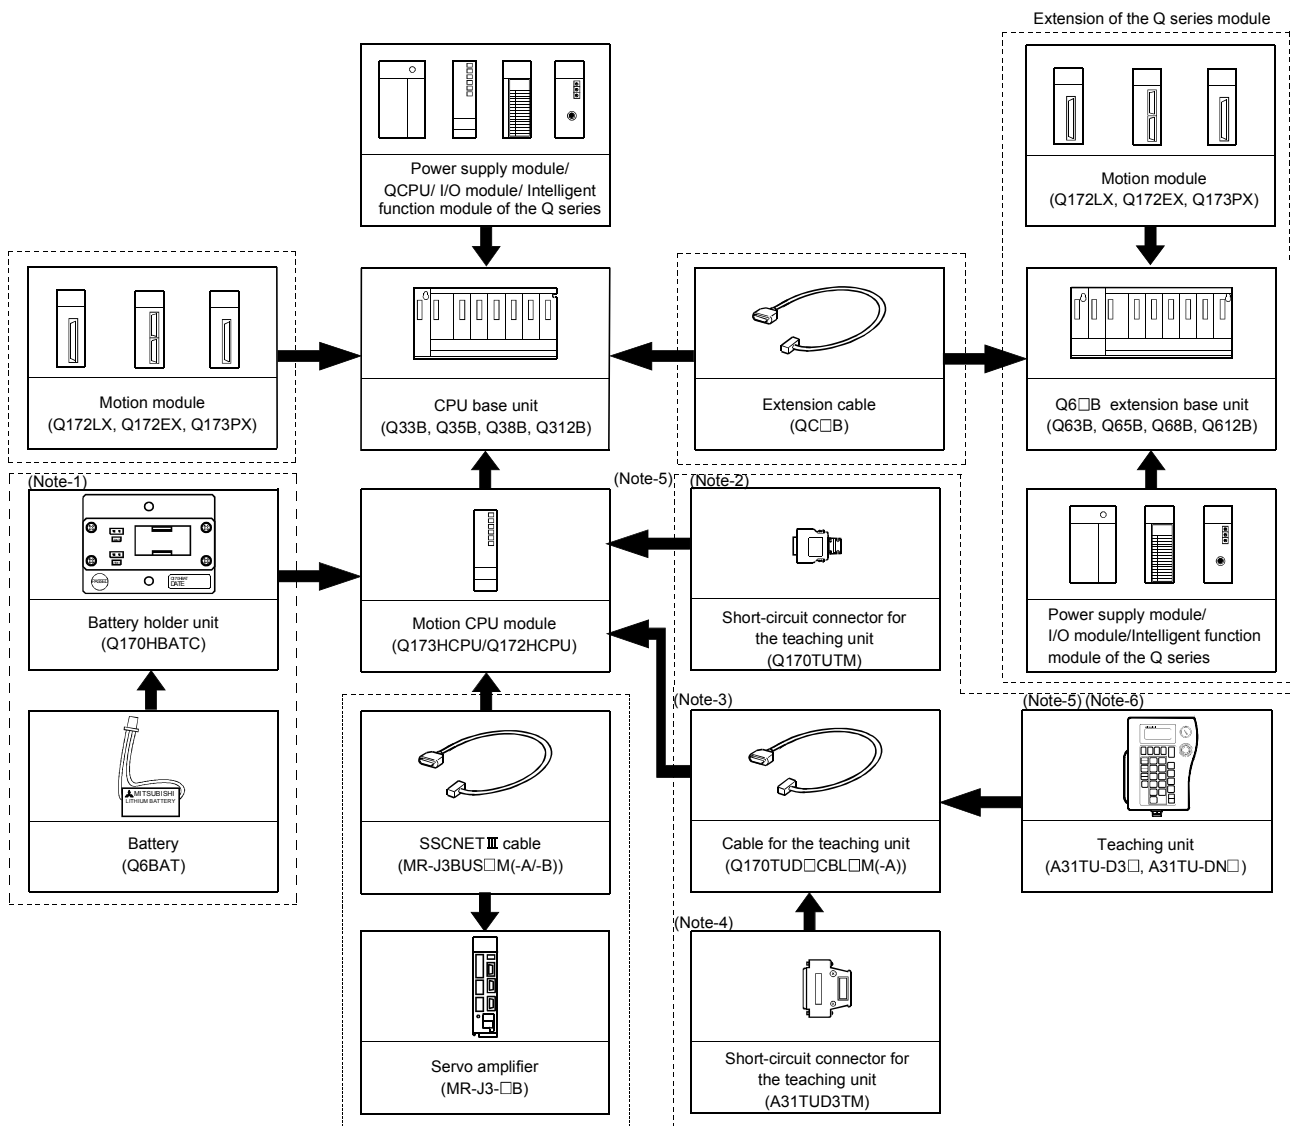 Extension of the Q series module
Power supply module/
QCPU/ I/O module/ Intelligent
function module of the Q series
Motion module
(Q172LX, Q172EX, Q173PX)
Motion module
(Q172LX, Q172EX, Q173PX)
CPU base unit
(Q33B, Q35B, Q38B, Q312B)
Extension cable
(QC□B)
Q6□B extension base unit
(Q63B, Q65B, Q68B, Q612B)
(Note-1)
PASSED
DATE
Battery holder unit
(Q170HBATC)
Motion CPU module
(Q173HCPU/Q172HCPU)
(Note-5)
(Note-2)
Short-circuit connector for
the teaching unit
(Q170TUTM)
Power supply module/
I/O module/Intelligent function
module of the Q series
MITSUBISHI
LITHIUM BATTERY
Battery
(Q6BAT)
SSCNETⅢ cable
(MR-J3BUS□M(-A/-B))
(Note-3)
Cable for the teaching unit
(Q170TUD□CBL□M(-A))
(Note-5) (Note-6)
Teaching unit
(A31TU-D3□, A31TU-DN□)
Servo amplifier
(MR-J3-□B)
(Note-4)
Short-circuit connector for
the teaching unit
(A31TUD3TM)